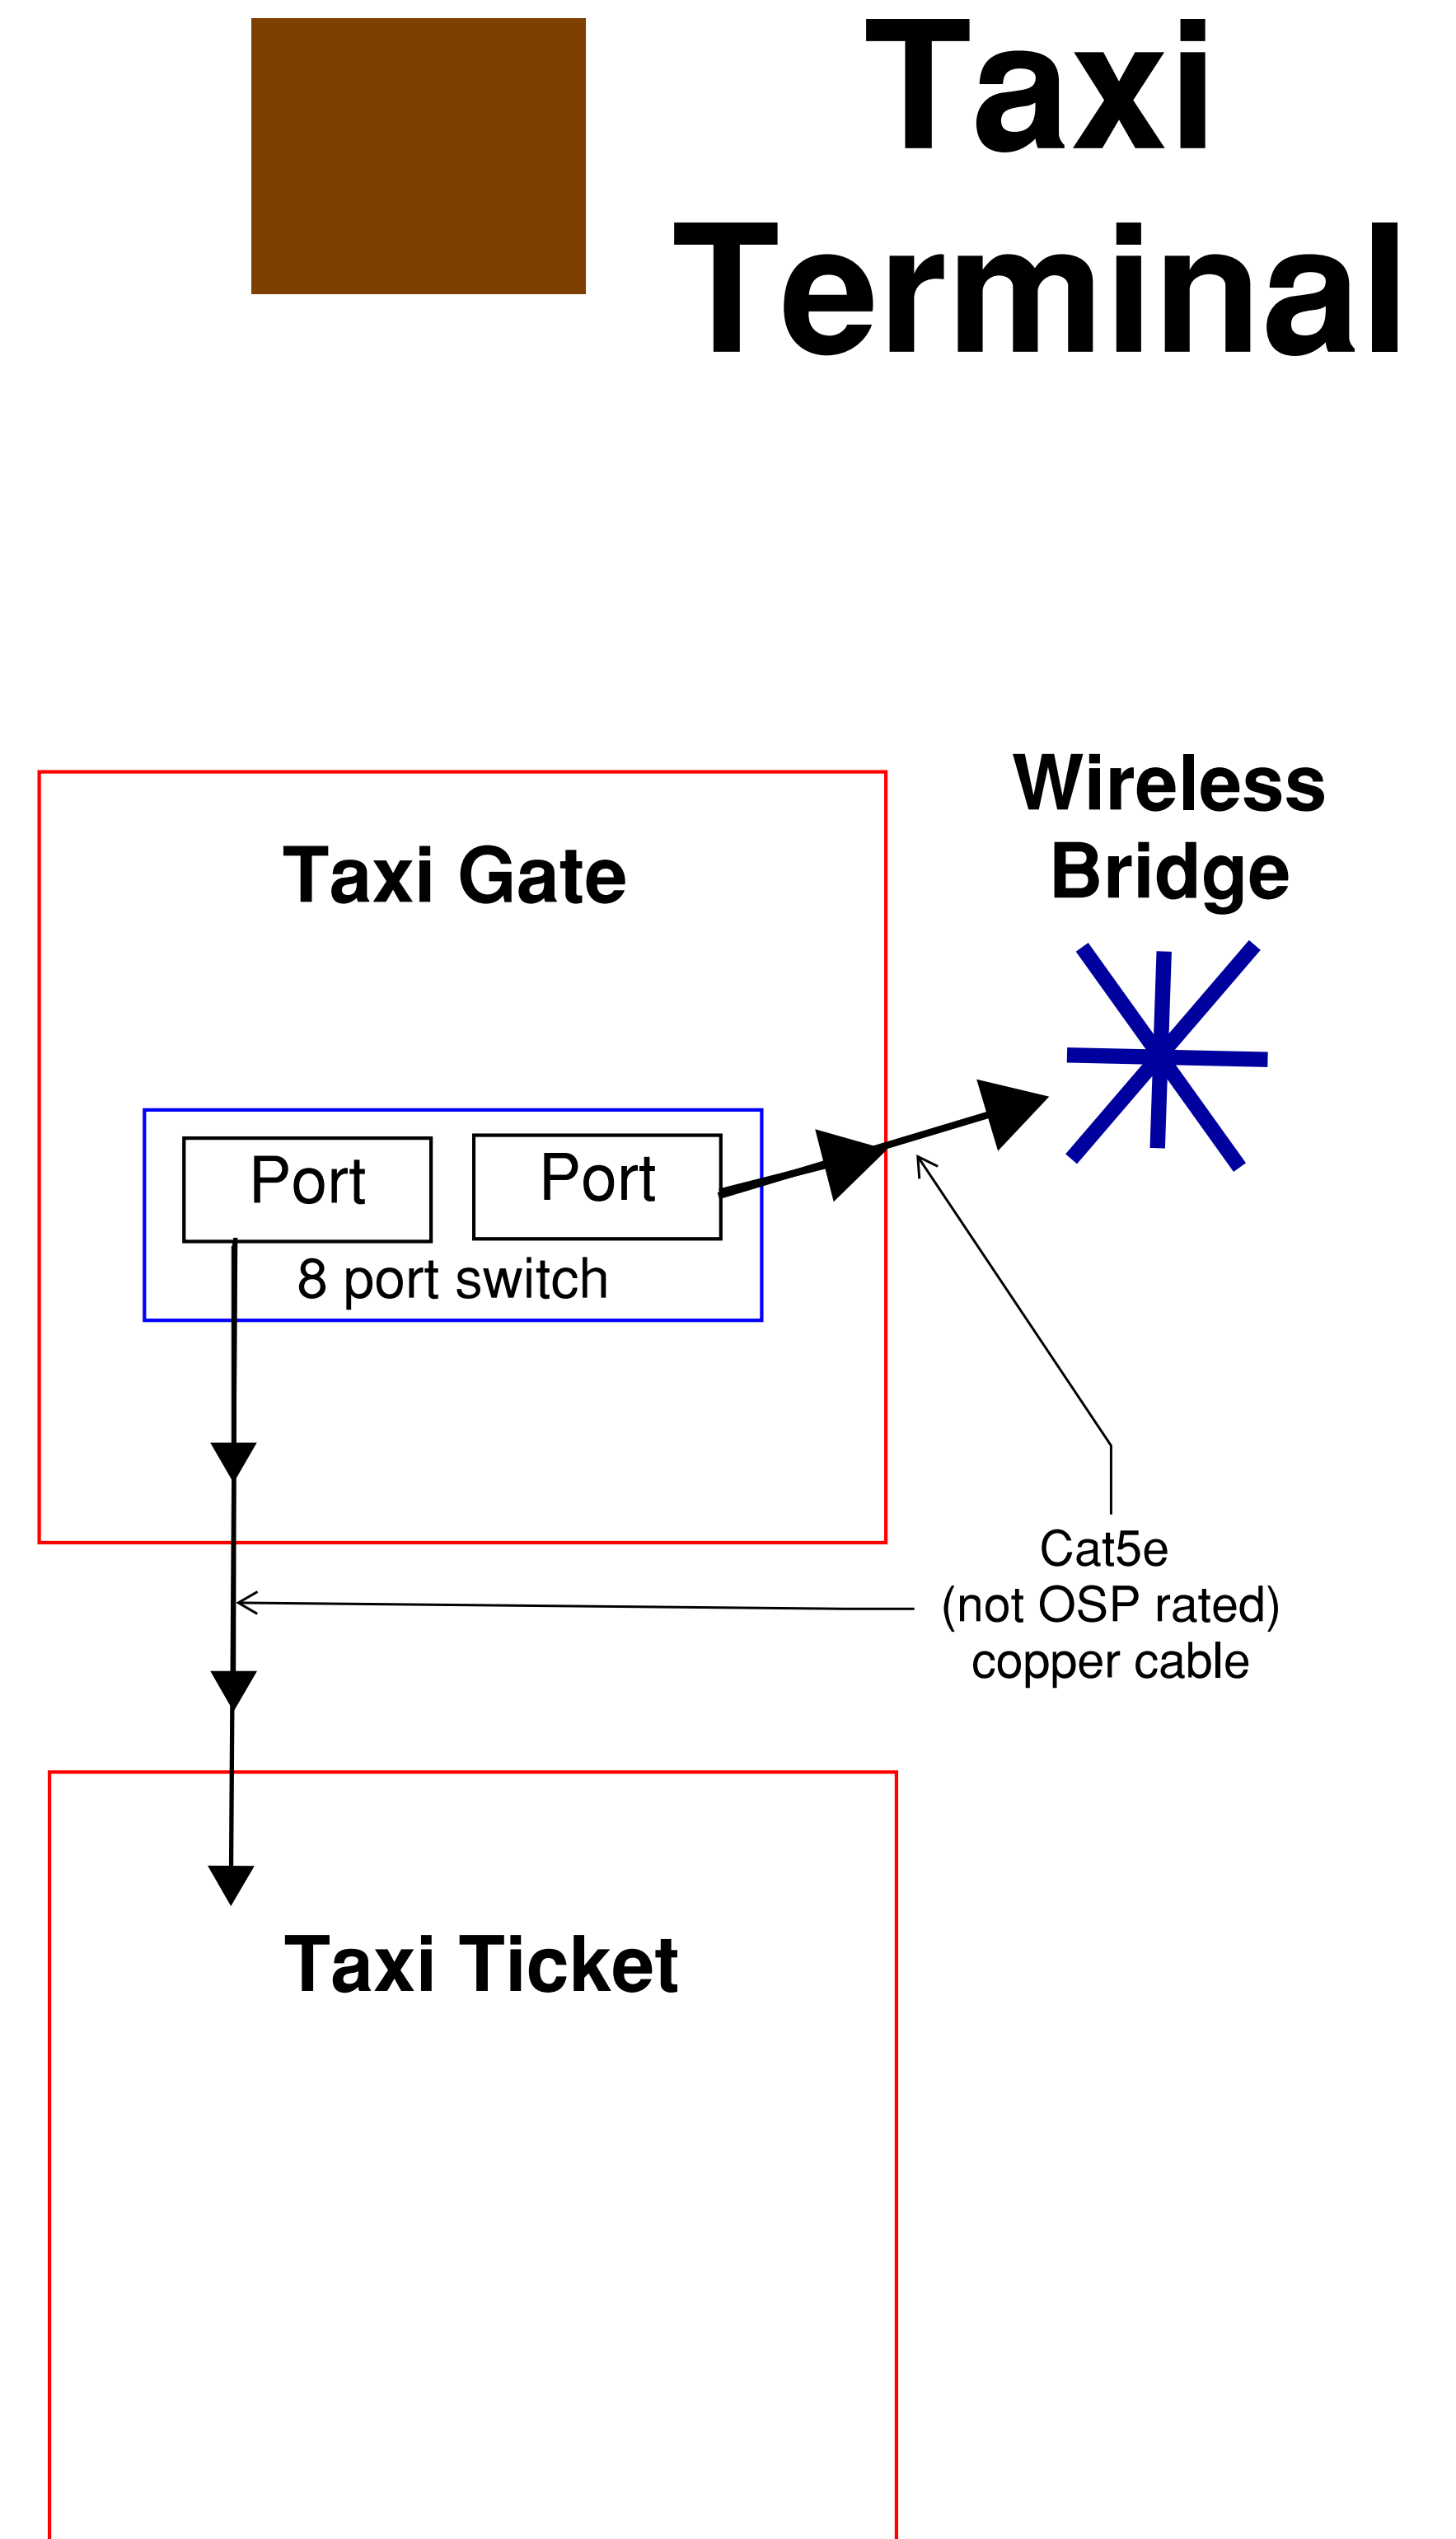 Taxi
Terminal
Wireless
Bridge
Taxi Gate
Port
Port
8 port switch
Cat5e
(not OSP rated)
copper cable
Taxi Ticket